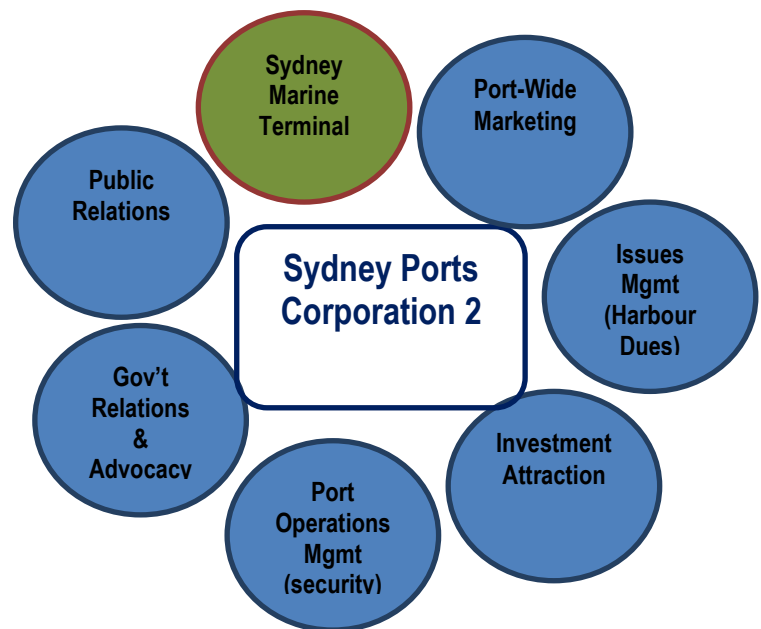 Sydney
Marine
Terminal
Port-Wide
Marketing
Public
Relations
Sydney Ports
Corporation 2
Issues
Mgmt
(Harbour
Dues)
Gov’t
Relations
&
Advocacy
Investment
Attraction
Port
Operations
Mgmt
(security)